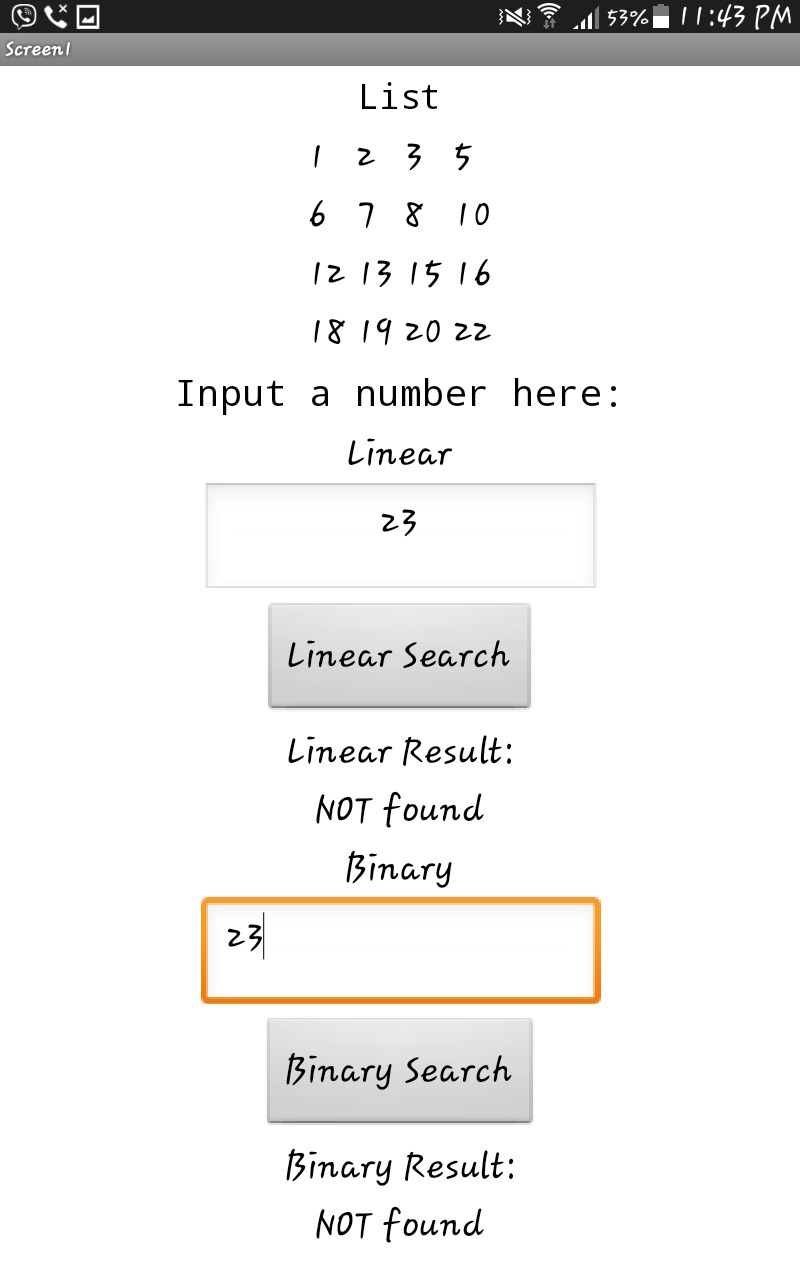 53% 11:43 PM
Screen1
List
1 2 3 5
6 7 8 10
12 13 15 16
18 19 20 22
Input a number here:
Linear
23
Linear Search
Linear Result:
NOT found
Binary
23
Binary Search
Binary Result:
NOT found